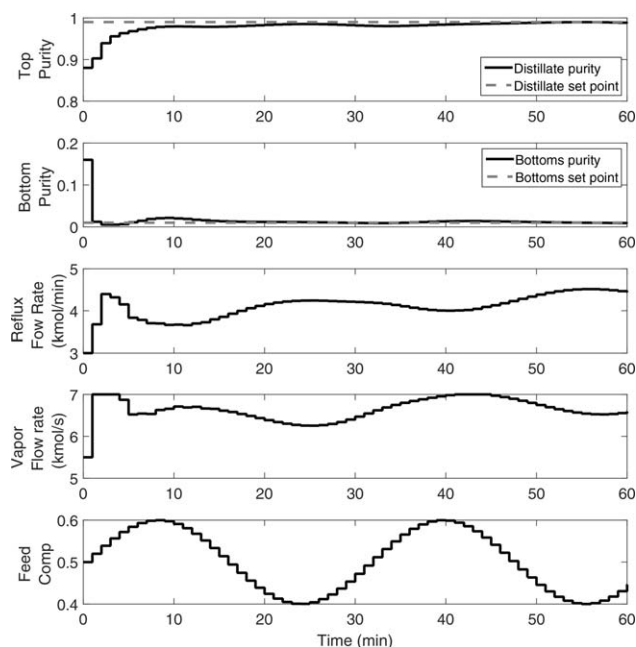 Top
Purity
1
0.9
0.8
Distillate purity
Distillate set point
0 10 20 30 40 50 60
Bottom
Purity
0.2
0.1
0
Bottoms purity
Bottoms set point
0 10 20 30 40 50 60
Reflux
Fow Rate
(kmol/min)
5
4
3
0 10 20 30 40 50 60
Vapor
Flow rate
(kmol/s)
7
6
5
0 10 20 30 40 50 60
Feed
Comp
0.6
0.5
0.4
0 10 20 30 40 50 60
Time (min)